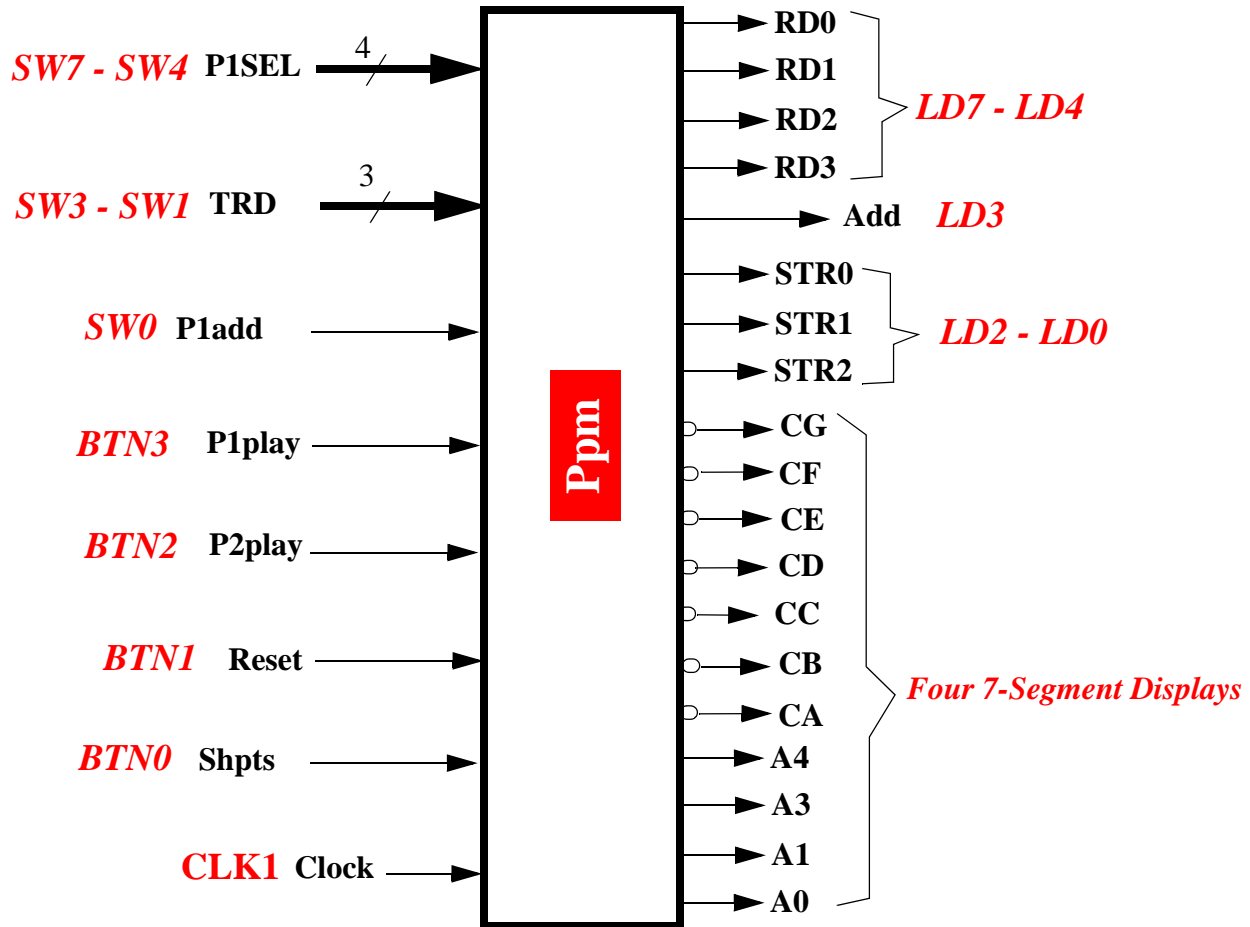 SW7 - SW4 P1SEL 4
SW3 - SW1 TRD 3
SW0 P1add
BTN3 P1play
BTN2 P2play
BTN1 Reset
BTN0 Shpts
CLK1 Clock
Ppm
RD0
RD1
RD2
RD3
LD7 - LD4
Add LD3
STR0
STR1
STR2
LD2 - LD0
CG
CF
CE
CD
CC
CB
CA
A4
A3
A1
A0
Four 7-Segment Displays